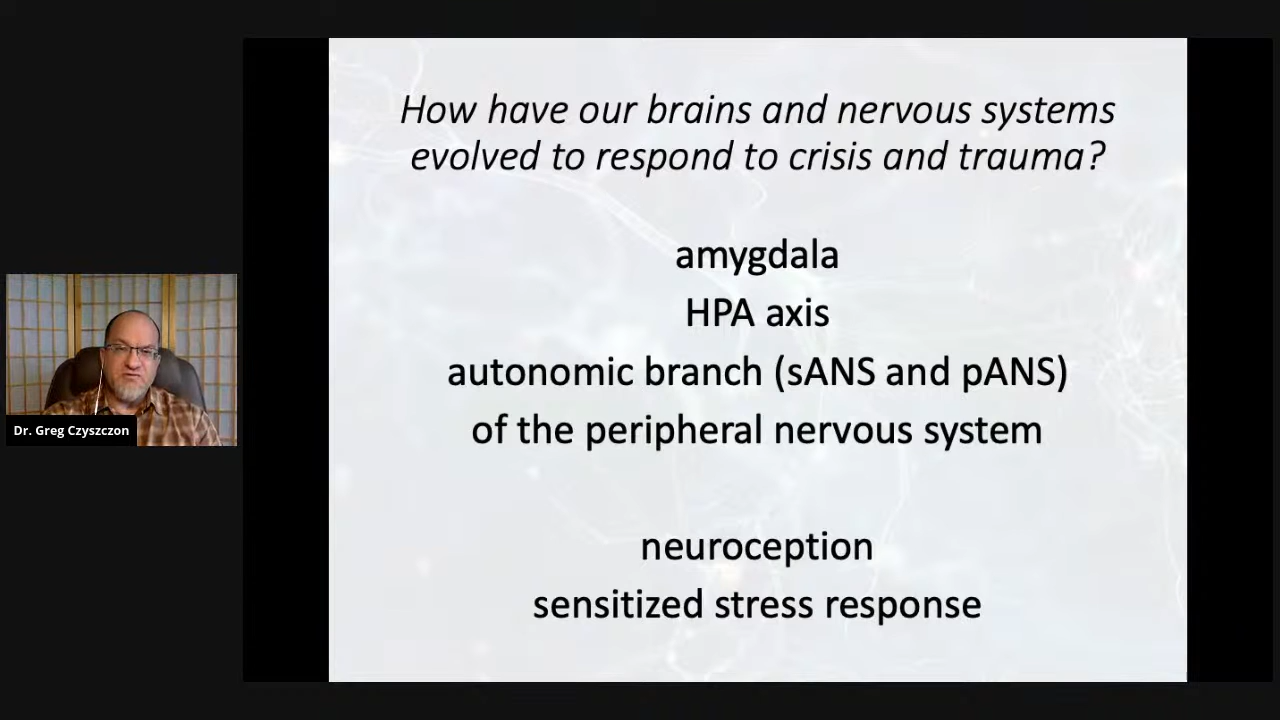 How have our brains and nervous systems
evolved to respond to crisis and trauma?
amygdala
HPA axis
autonomic branch (sANS and pANS)
of the peripheral nervous system
neuroception
sensitized stress response
Dr. Greg Czyszczon